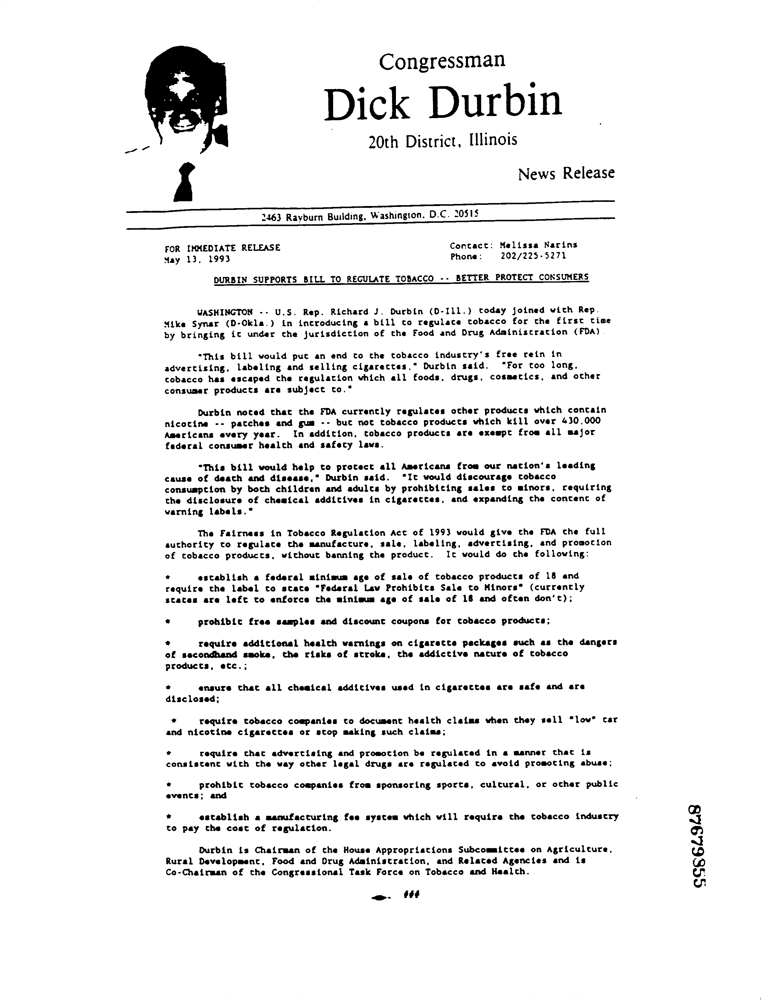 Congressman
Dick Durbin
20th District, Illinois
News Release
2463 Rayburn Building, Washington, D.C. 20515
FOR IMMEDIATE RELEASE
May 13, 1993
Contact: Melissa Narins
Phone: 202/225-5271
DURBIN SUPPORTS BILL TO REGULATE TOBACCO -- BETTER PROTECT CONSUMERS
WASHINGTON -- U.S. Rep. Richard J. Durbin (D-Ill.) today joined with Rep.
Mike Synar (D-Okla.) in introducing a bill to regulate tobacco for the first time
by bringing it under the jurisdiction of the Food and Drug Administration (FDA)
"This bill would put an end to the tobacco industry's free rein in
advertising, labeling and selling cigarettes," Durbin said. "For too long,
tobacco has escaped the regulation which all foods, drugs, cosmetics, and other
consumer products are subject to."
Durbin noted that the FDA currently regulates other products which contain
nicotine -- patches and gum -- but not tobacco products which kill over 430,000
Americans every year. In addition, tobacco products are exempt from all major
federal consumer health and safety laws.
"This bill would help to protect all Americans from our nation's leading
cause of death and disease," Durbin said. "It would discourage tobacco
consumption by both children and adults by prohibiting sales to minors, requiring
the disclosure of chemical additives in cigarettes, and expanding the content of
warning labels."
The Fairness in Tobacco Regulation Act of 1993 would give the FDA the full
authority to regulate the manufacture, sale, labeling, advertising, and promotion
of tobacco products, without banning the product. It would do the following:
* establish a federal minimum age of sale of tobacco products of 18 and
require the label to state "Federal Law Prohibits Sale to Minors" (currently
states are left to enforce the minimum age of sale of 18 and often don't);
* prohibit free samples and discount coupons for tobacco products;
* require additional health warnings on cigarette packages such as the dangers
of secondhand smoke, the risks of stroke, the addictive nature of tobacco
products, etc.;
* ensure that all chemical additives used in cigarettes are safe and are
disclosed;
* require tobacco companies to document health claims when they sell "low" tar
and nicotine cigarettes or stop making such claims;
* require that advertising and promotion be regulated in a manner that is
consistent with the way other legal drugs are regulated to avoid promoting abuse;
* prohibit tobacco companies from sponsoring sports, cultural, or other public
events; and
* establish a manufacturing fee system which will require the tobacco industry
to pay the cost of regulation.
Durbin is Chairman of the House Appropriations Subcommittee on Agriculture,
Rural Development, Food and Drug Administration, and Related Agencies and is
Co-Chairman of the Congressional Task Force on Tobacco and Health.
###
87679855